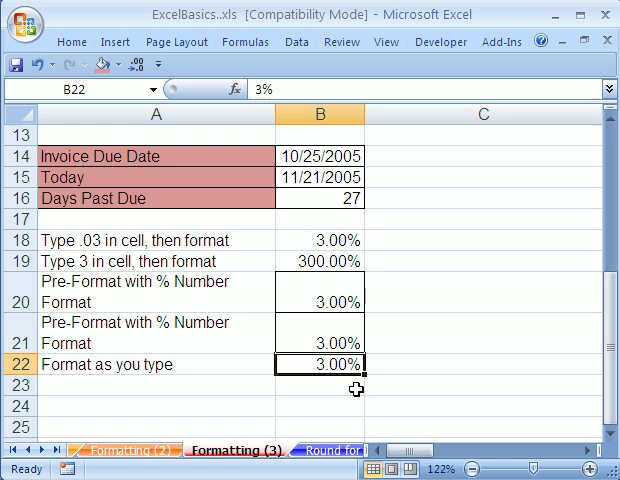 ExcelBasics..xls [Compatibility Mode] - Microsoft Excel
Home Insert Page Layout Formulas Data Review View Developer Add-Ins
B22 fx 3%
A B C
13
14 Invoice Due Date 10/25/2005
15 Today 11/21/2005
16 Days Past Due 27
17
18 Type .03 in cell, then format 3.00%
19 Type 3 in cell, then format 300.00%
Pre-Format with % Number
20 Format 3.00%
Pre-Format with % Number
21 Format 3.00%
22 Format as you type 3.00%
23
24
25
Formatting (2) Formatting (3) Round for
Ready 122%